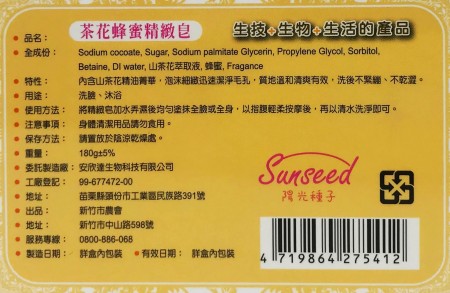 品名: 茶花蜂蜜精緻皂
生技+生物+生活的產品
全成份: Sodium cocoate, Sugar, Sodium palmitate Glycerin, Propylene Glycol, Sorbitol,
Betaine, DI water, 山茶花萃取液, 蜂蜜, Fragance
特性: 內含山茶花精油菁華，泡沫細緻迅速潔淨毛孔，質地溫和清爽有效，洗後不緊繃、不乾澀。
用途: 洗臉、沐浴
使用方法: 將精緻皂加水弄濕後均勻塗抹全臉或全身，以指腹輕柔按摩後，再以清水洗淨即可。
注意事項: 身體清潔用品請勿食用。
保存方法: 請置放於陰涼乾燥處。
重量: 180g±5%
委託製造廠: 安欣達生物科技有限公司
工廠登記: 99-677472-00
地址: 苗栗縣頭份市工業區民族路391號
出品: 新竹市農會
地址: 新竹市中山路598號
服務專線: 0800-886-068
製造日期: 詳盒內包裝 有效日期: 詳盒內包裝
Sunseed
陽光種子
4 719864 275412